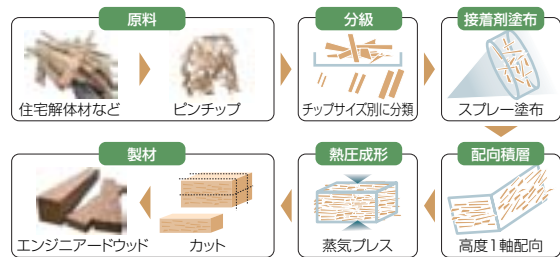 原料
分級
接着剤塗布
住宅解体材など
ピンチップ
チップサイズ別に分類
スプレー塗布
製材
熱圧成形
配向積層
エンジニアードウッド
カット
蒸気プレス
高度1軸配向